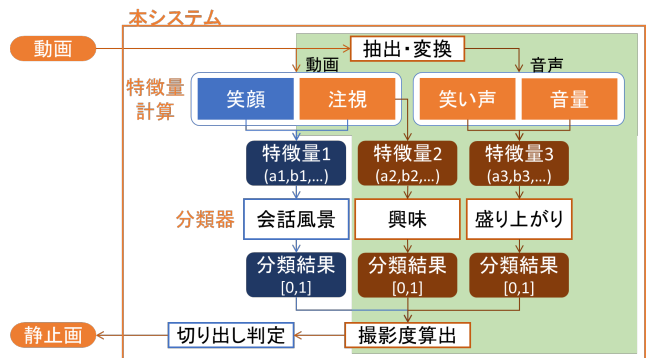 本システム
動画
抽出・変換
動画
音声
特徴量
計算
笑顔
注視
笑い声
音量
特徴量1
(a1,b1,...)
特徴量2
(a2,b2,...)
特徴量3
(a3,b3,...)
分類器
会話風景
興味
盛り上がり
分類結果
[0,1]
分類結果
[0,1]
分類結果
[0,1]
静止画
切り出し判定
撮影度算出